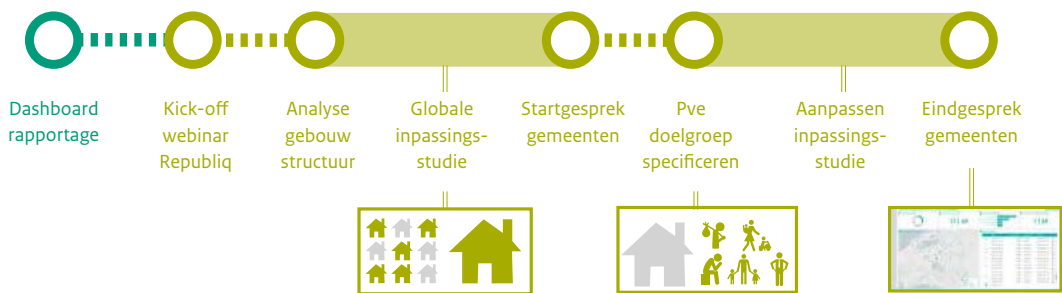 Dashboard
rapportage
Kick-off
webinar
Republiq
Analyse
gebouw
structuur
Globale
inpassings-
studie
Startgesprek
gemeenten
Pve
doelgroep
specificeren
Aanpassen
inpassings-
studie
Eindgesprek
gemeenten